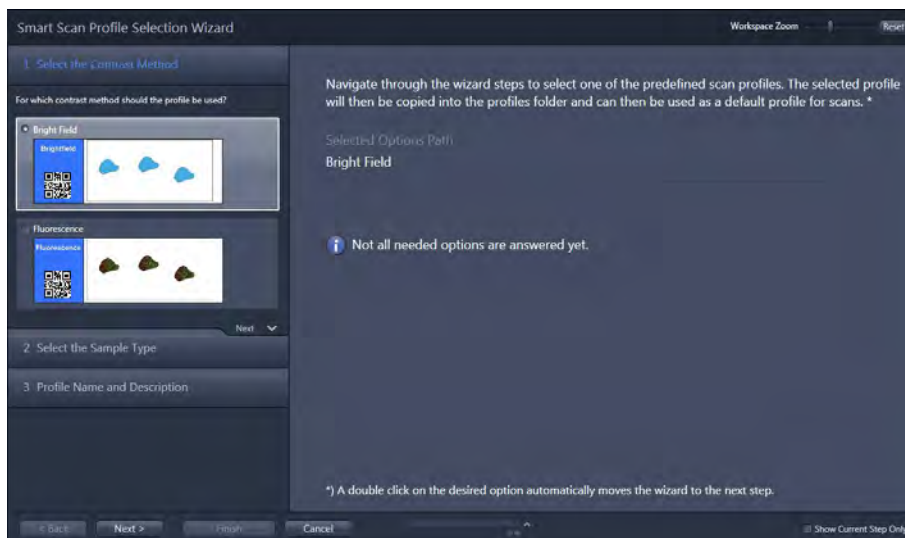 Smart Scan Profile Selection Wizard
Workspace Zoom
Reset
1 Select the Contrast Method
For which contrast method should the profile be used?
Bright Field
Brightfield
Fluorescence
Fluorescence
Next
2 Select the Sample Type
3 Profile Name and Description
Navigate through the wizard steps to select one of the predefined scan profiles. The selected profile
will then be copied into the profiles folder and can then be used as a default profile for scans. *
Selected Options Path
Bright Field
Not all needed options are answered yet.
*) A double click on the desired option automatically moves the wizard to the next step.
< Back
Next >
Finish
Cancel
Show Current Step Only